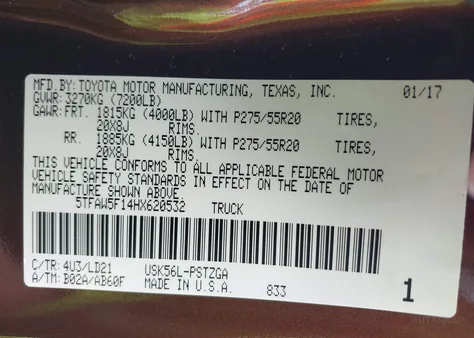 MFD.BY: TOYOTA MOTOR MANUFACTURING, TEXAS, INC. 01/17
GVWR: 3270KG (7200LB)
GAWR: FRT. 1815KG (4000LB) WITH P275/55R20 TIRES,
20X8J RIMS.
RR. 1885KG (4150LB) WITH P275/55R20 TIRES,
20X8J RIMS.
THIS VEHICLE CONFORMS TO ALL APPLICABLE FEDERAL MOTOR
VEHICLE SAFETY STANDARDS IN EFFECT ON THE DATE OF
MANUFACTURE SHOWN ABOVE.
5TFAW5F14HX620532 TRUCK
C/TR: 4U3/LD21 USK56L-PSTZGA
A/TM: B02A/AB60F MADE IN U.S.A. 833 1